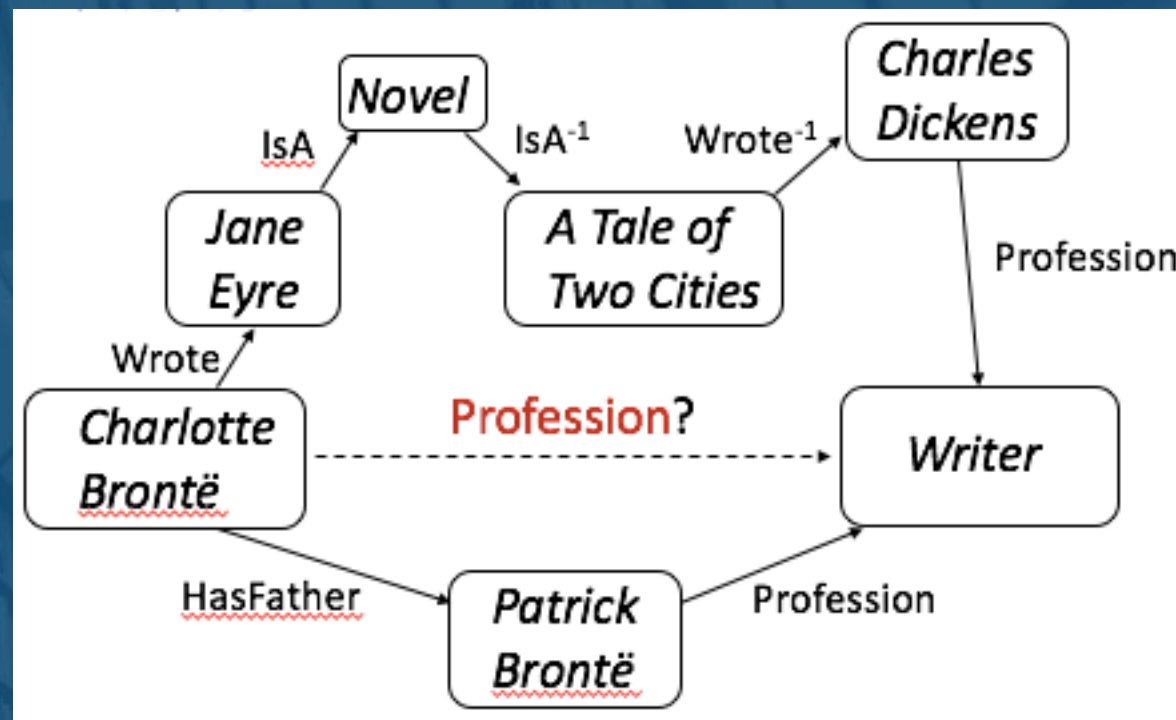 Novel
Charles
Dickens
IsA
IsA-1
Wrote-1
Jane
Eyre
A Tale of
Two Cities
Profession
Wrote
Charlotte
Brontë
Profession?
Writer
HasFather
Patrick
Brontë
Profession